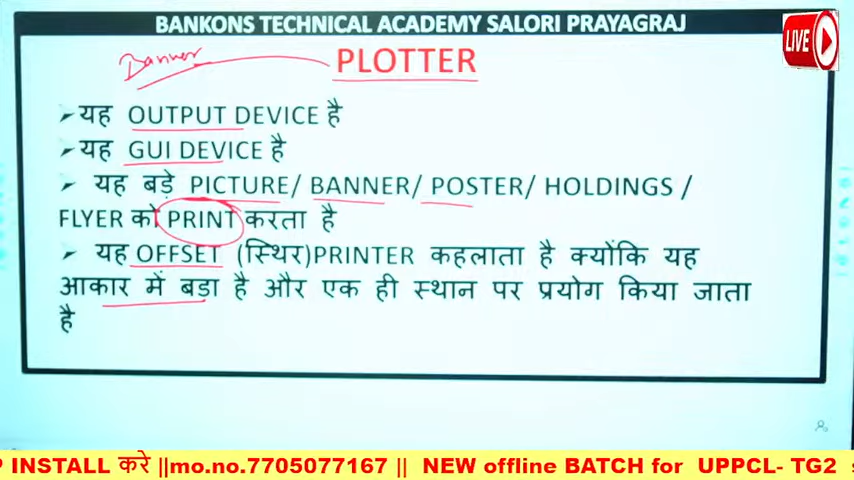 BANKONS TECHNICAL ACADEMY SALORI PRAYAGRAJ
LIVE
Banner
PLOTTER
➢यह OUTPUT DEVICE है
➢यह GUI DEVICE है
➢ यह बड़े PICTURE/ BANNER/ POSTER/ HOLDINGS /
FLYER को PRINT करता है
➢ यह OFFSET (स्थिर)PRINTER कहलाता है क्योंकि यह
आकार में बडा है और एक ही स्थान पर प्रयोग किया जाता
है
P INSTALL करे ||mo.no.7705077167 || NEW offline BATCH for UPPCL- TG2